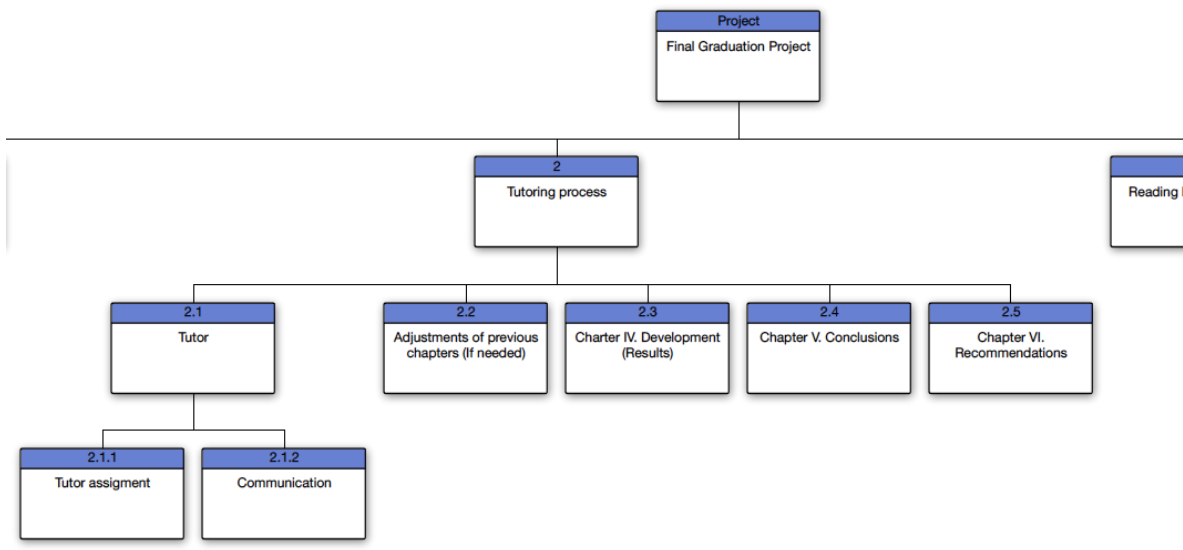 Project
Final Graduation Project
2
Tutoring process
Reading
2.1
Tutor
2.2
Adjustments of previous
chapters (If needed)
2.3
Charter IV. Development
(Results)
2.4
Chapter V. Conclusions
2.5
Chapter VI.
Recommendations
2.1.1
Tutor assigment
2.1.2
Communication